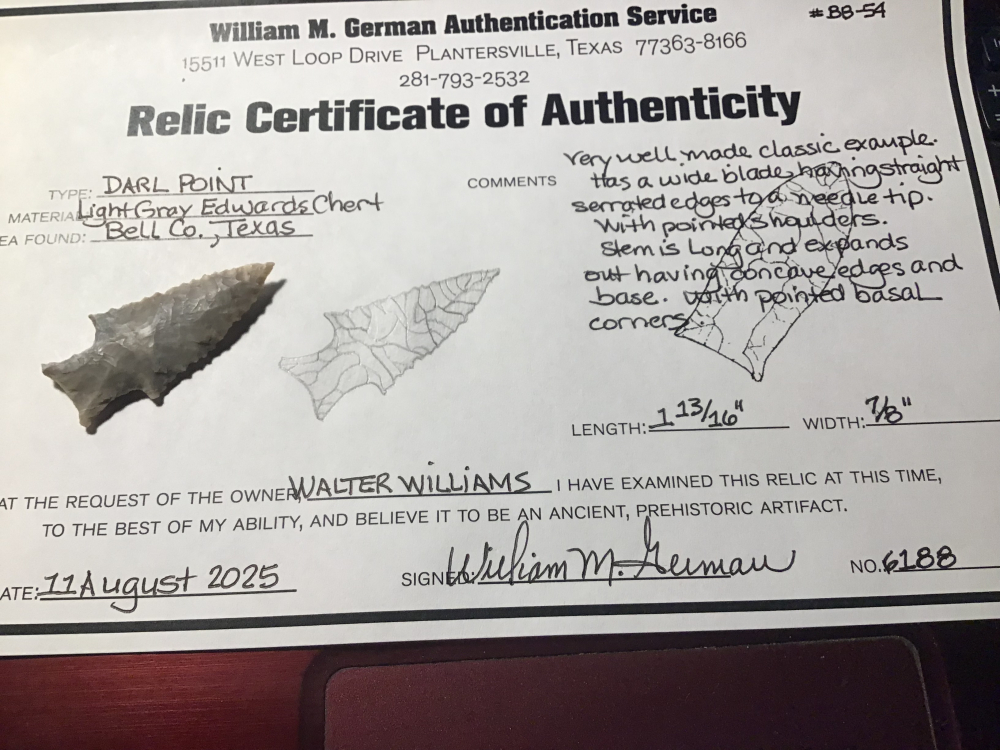 William M. German Authentication Service
#BB-54
15511 WEST LOOP DRIVE PLANTERSVILLE, TEXAS 77363-8166
281-793-2532
Relic Certificate of Authenticity
TYPE: DARL POINT
MATERIAL Light Gray Edwards Chert
EA FOUND: Bell Co., Texas
COMMENTS
Very well made classic example.
Has a wide blade having straight
serrated edges to a needle tip.
With pointed shoulders.
Stem is Long and expands
out having concave edges and
base. With pointed basal
corners.
LENGTH: 1 13/16" WIDTH: 7/8"
AT THE REQUEST OF THE OWNER WALTER WILLIAMS I HAVE EXAMINED THIS RELIC AT THIS TIME,
TO THE BEST OF MY ABILITY, AND BELIEVE IT TO BE AN ANCIENT, PREHISTORIC ARTIFACT.
ATE: 11 August 2025 SIGNED: William M. German NO. 6188